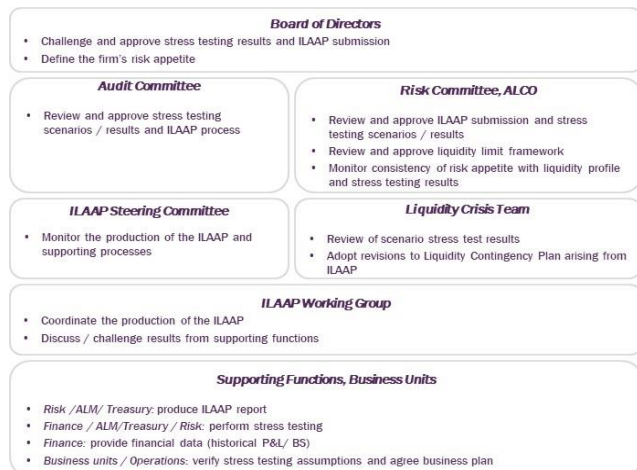 Board of Directors
• Challenge and approve stress testing results and ILAAP submission
• Define the firm's risk appetite
Audit Committee
• Review and approve stress testing
scenarios / results and ILAAP process
Risk Committee, ALCO
• Review and approve ILAAP submission and stress
testing scenarios / results
• Review and approve liquidity limit framework
• Monitor consistency of risk appetite with liquidity profile
and stress testing results
ILAAP Steering Committee
• Monitor the production of the ILAAP and
supporting processes
Liquidity Crisis Team
• Review of scenario stress test results
• Adopt revisions to Liquidity Contingency Plan arising from
ILAAP
ILAAP Working Group
• Coordinate the production of the ILAAP
• Discuss / challenge results from supporting functions
Supporting Functions, Business Units
• Risk /ALM/ Treasury: produce ILAAP report
• Finance / ALM/Treasury / Risk: perform stress testing
• Finance: provide financial data (historical P&L/ BS)
• Business units / Operations: verify stress testing assumptions and agree business plan